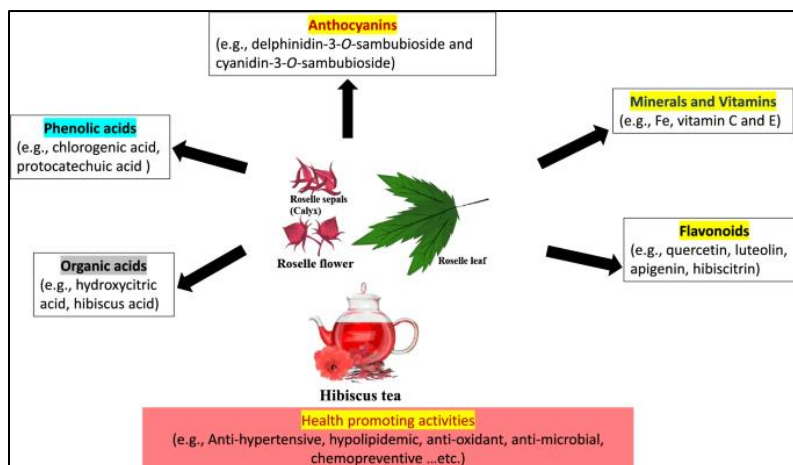 Anthocyanins
(e.g., delphinidin-3-O-sambubioside and
cyanidin-3-O-sambubioside)
Minerals and Vitamins
(e.g., Fe, vitamin C and E)
Phenolic acids
(e.g., chlorogenic acid,
protocatechuic acid )
Roselle sepals
(Calyx)
Roselle flower
Roselle leaf
Flavonoids
(e.g., quercetin, luteolin,
apigenin, hibiscitrin)
Organic acids
(e.g., hydroxycitric
acid, hibiscus acid)
Hibiscus tea
Health promoting activities
(e.g., Anti-hypertensive, hypolipidemic, anti-oxidant, anti-microbial,
chemopreventive ...etc.)